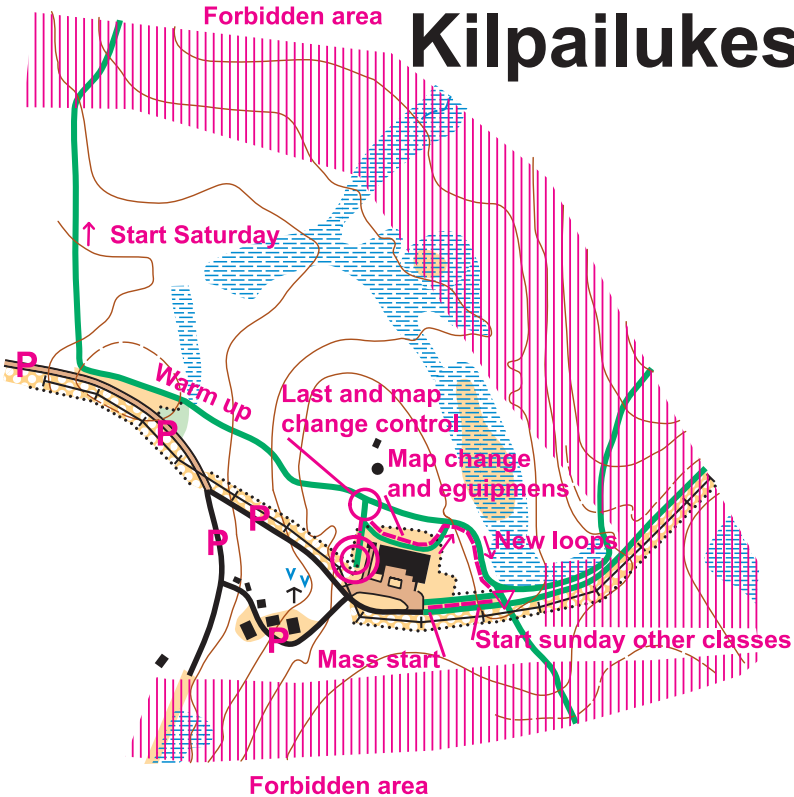 Forbidden area
Kilpailukes
Start Saturday
P
Warm up
Last and map
change control
P
Map change
and eguipmens
P
P
New loops
P
Start sunday other classes
Mass start
Forbidden area